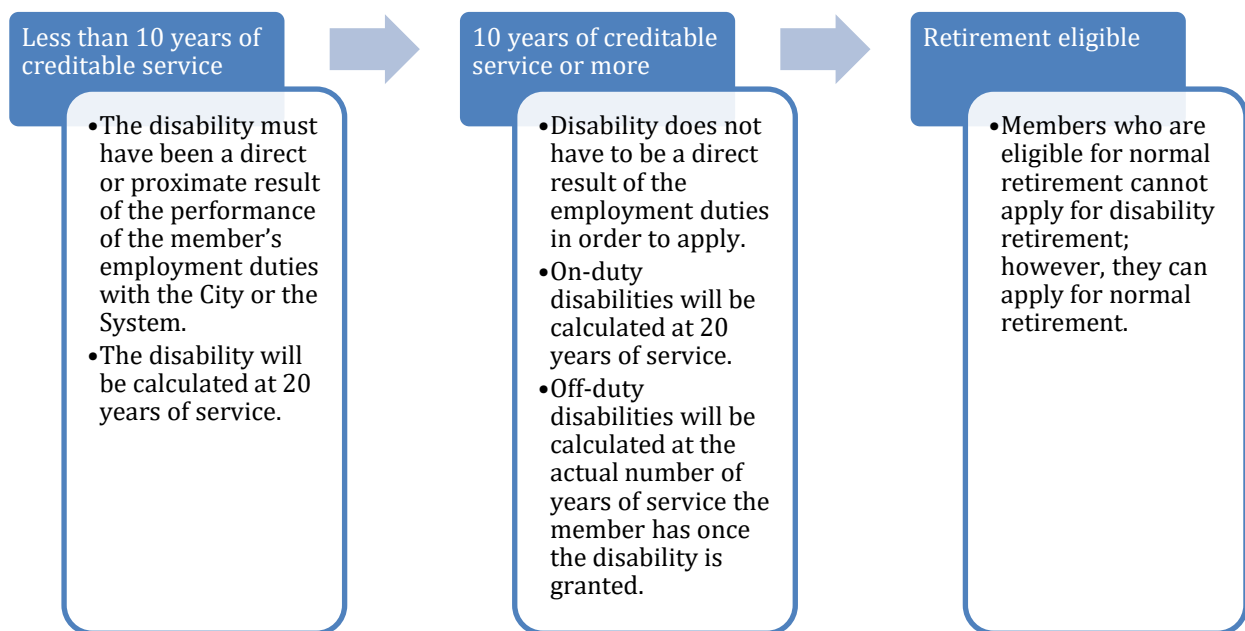 Less than 10 years of
creditable service
•The disability must
have been a direct
or proximate result
of the performance
of the member’s
employment duties
with the City or the
System.
•The disability will
be calculated at 20
years of service.
10 years of creditable
service or more
•Disability does not
have to be a direct
result of the
employment duties
in order to apply.
•On-duty
disabilities will be
calculated at 20
years of service.
•Off-duty
disabilities will be
calculated at the
actual number of
years of service the
member has once
the disability is
granted.
Retirement eligible
•Members who are
eligible for normal
retirement cannot
apply for disability
retirement;
however, they can
apply for normal
retirement.